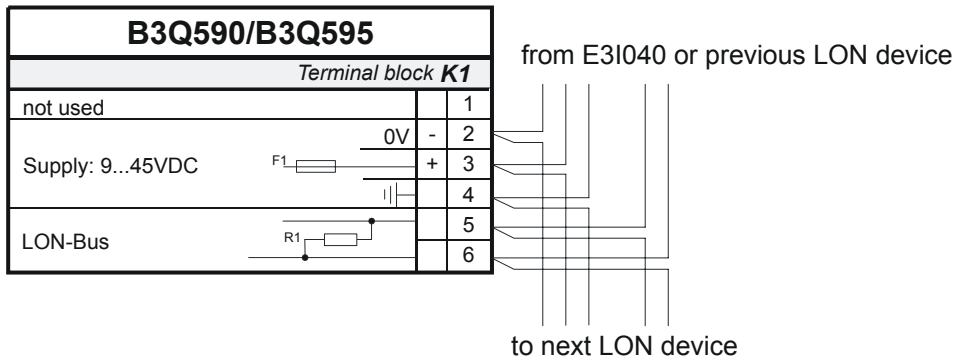 B3Q590/B3Q595
from E3I040 or previous LON device
Terminal block K1
not used 1
0V - 2
Supply: 9...45VDC F1 + 3
4
5
LON-Bus R1
6
to next LON device